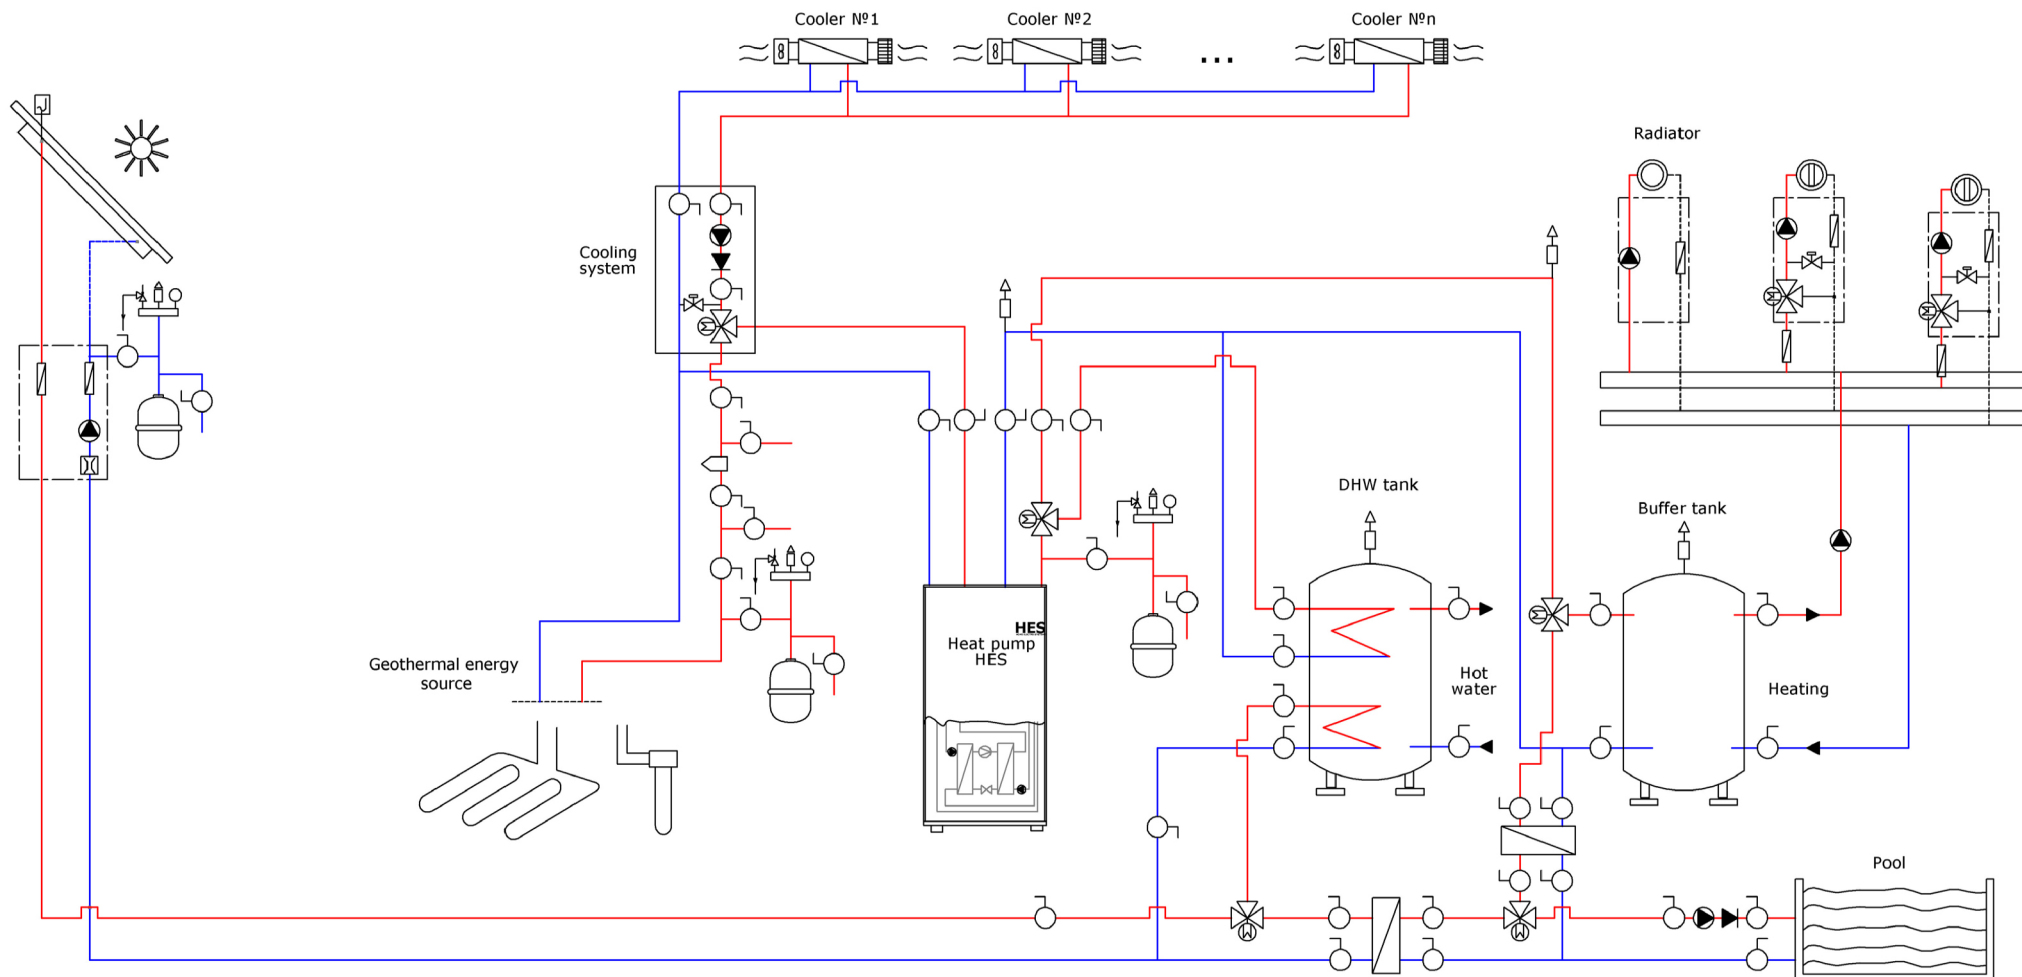 Cooler №1
Cooler №2
Cooler №n
...
Radiator
Cooling
system
DHW tank
Buffer tank
HES
Heat pump
HES
Geothermal energy
source
Hot
water
Heating
Pool